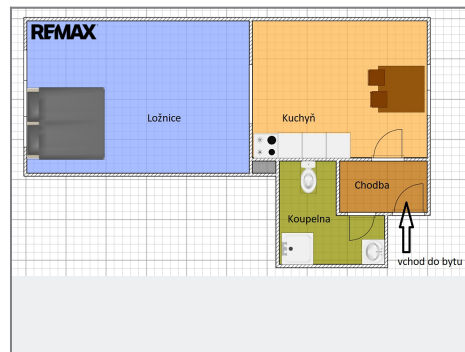 RE/MAX
Ložnice
Kuchyň
Chodba
Koupelna
vchod do bytu